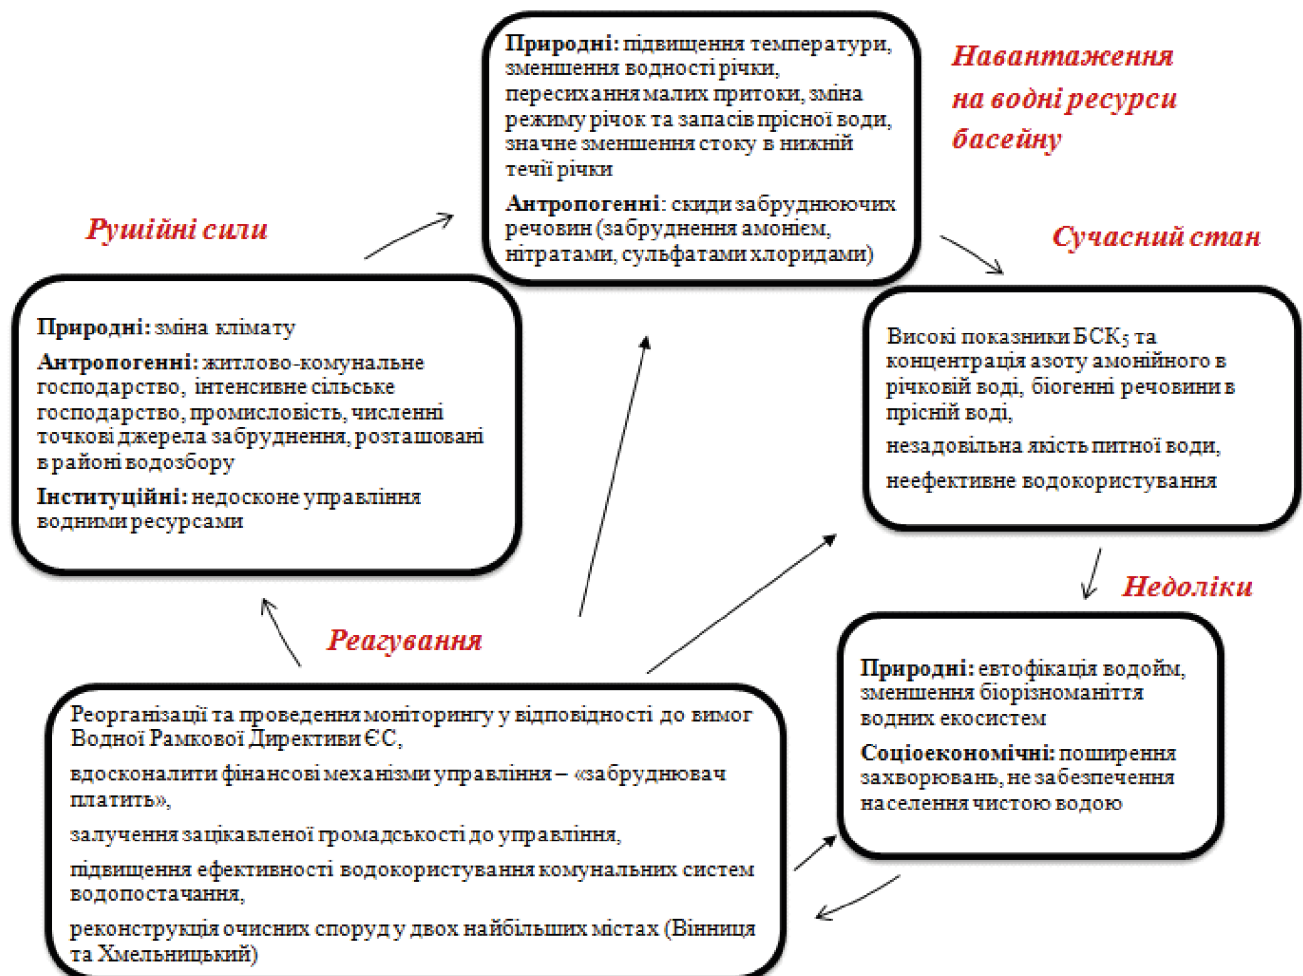 Природні: підвищення температури,
зменшення водності річки,
пересихання малих притоки, зміна
режиму річок та запасів прісної води,
значне зменшення стоку в нижній
течії річки
Антропогенні: скиди забруднюючих
речовин (забруднення амонієм,
нітратами, сульфатами хлоридами)
Навантаження
на водні ресурси
басейну
Рушійні сили
Природні: зміна клімату
Антропогенні: житлово-комунальне
господарство, інтенсивне сільське
господарство, промисловість, численні
точкові джерела забруднення, розташовані
в районі водозбору
Інституційні: недосконе управління
водними ресурсами
Сучасний стан
Високі показники БСК₅ та
концентрація азоту амонійного в
річковій воді, біогенні речовини в
прісній воді,
незадовільна якість питної води,
неефективне водокористування
Недоліки
Природні: евтофікація водойм,
зменшення біорізноманіття
водних екосистем
Соціоекономічні: поширення
захворювань, не забезпечення
населення чистою водою
Реагування
Реорганізації та проведення моніторингу у відповідності до вимог
Водної Рамкової Директиви ЄС,
вдосконалити фінансові механізми управління – «забруднювач
платить»,
залучення зацікавленої громадськості до управління,
підвищення ефективності водокористування комунальних систем
водопостачання,
реконструкція очисних споруд у двох найбільших містах (Вінниця
та Хмельницький)